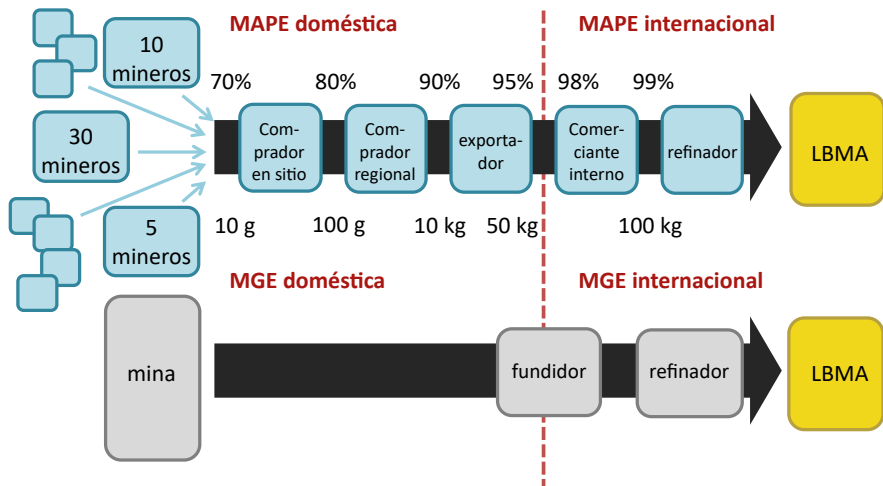 MAPE doméstica
MAPE internacional
10
mineros
70%
80%
90%
95%
98%
99%
30
mineros
Com-
prador
en sitio
Com-
prador
regional
exporta-
dor
Comer-
ciante
interno
refinador
LBMA
5
mineros
10 g
100 g
10 kg
50 kg
100 kg
MGE doméstica
MGE internacional
mina
fundidor
refinador
LBMA